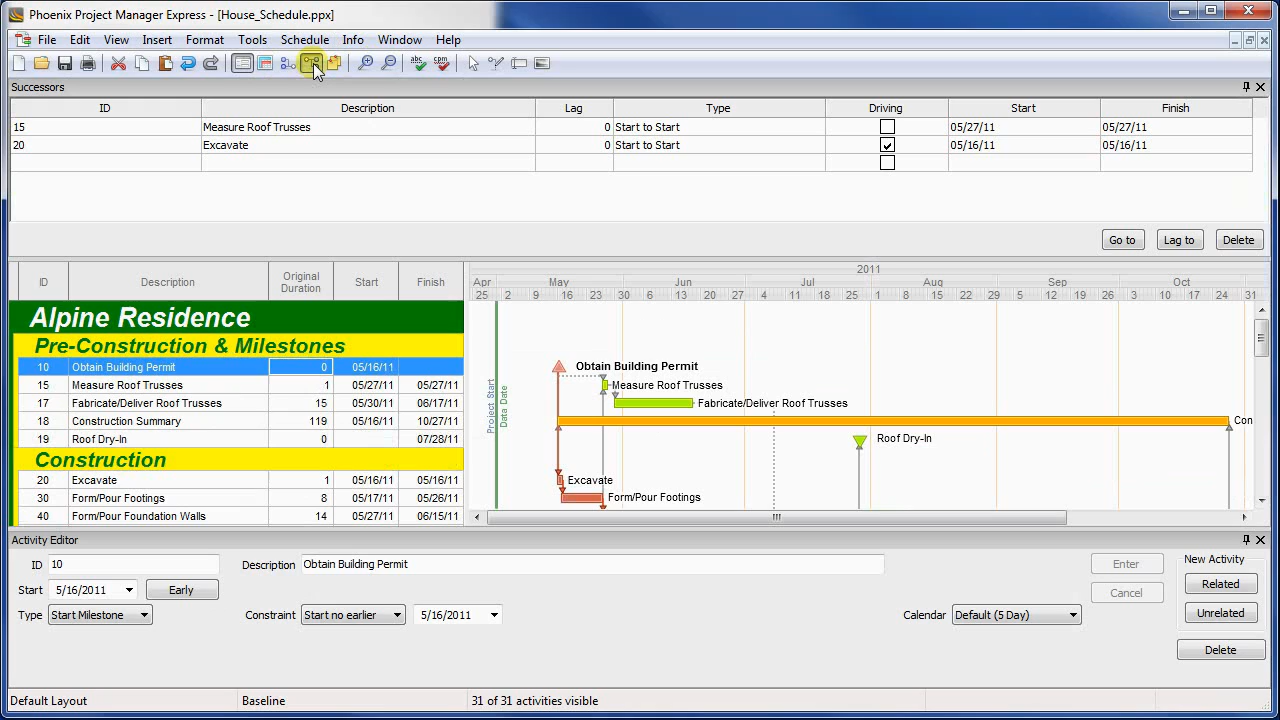 Phoenix Project Manager Express - [House_Schedule.ppx]
File Edit View Insert Format Tools Schedule Info Window Help
abc cpm
Successors
ID Description Lag Type Driving Start Finish
15 Measure Roof Trusses 0 Start to Start 05/27/11 05/27/11
20 Excavate 0 Start to Start 05/16/11 05/16/11
Go to Lag to Delete
ID Description Original Duration Start Finish
2011
Apr May Jun Jul Aug Sep Oct
25 2 9 16 23 30 6 13 20 27 4 11 18 25 1 8 15 22 29 5 12 19 26 3 10 17 24 31
Alpine Residence
Pre-Construction & Milestones
10 Obtain Building Permit 0 05/16/11 Obtain Building Permit
15 Measure Roof Trusses 1 05/27/11 05/27/11 Measure Roof Trusses
17 Fabricate/Deliver Roof Trusses 15 05/30/11 06/17/11 Fabricate/Deliver Roof Trusses
18 Construction Summary 119 05/16/11 10/27/11 Con
19 Roof Dry-In 0 07/28/11 Roof Dry-In
Project Start
Data Date
Construction
20 Excavate 1 05/16/11 05/16/11 Excavate
30 Form/Pour Footings 8 05/17/11 05/26/11 Form/Pour Footings
40 Form/Pour Foundation Walls 14 05/27/11 06/15/11
Activity Editor
ID 10 Description Obtain Building Permit Enter New Activity
Start 5/16/2011 Early Cancel Related
Type Start Milestone Constraint Start no earlier 5/16/2011 Calendar Default (5 Day) Unrelated
Delete
Default Layout Baseline 31 of 31 activities visible